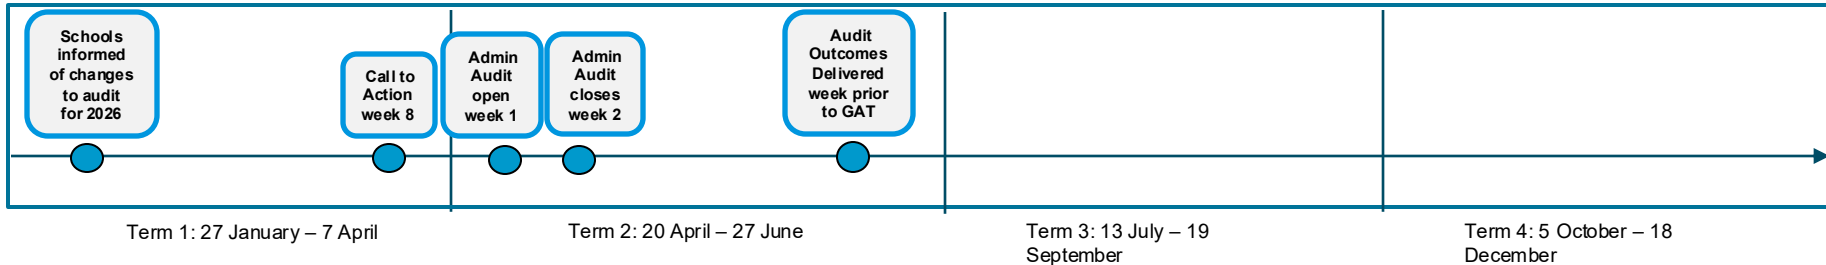 Schools
informed
of changes
to audit
for 2026
Call to
Action
week 8
Admin
Audit
open
week 1
Admin
Audit
closes
week 2
Audit
Outcomes
Delivered
week prior
to GAT
Term 1: 27 January – 7 April
Term 2: 20 April – 27 June
Term 3: 13 July – 19
September
Term 4: 5 October – 18
December